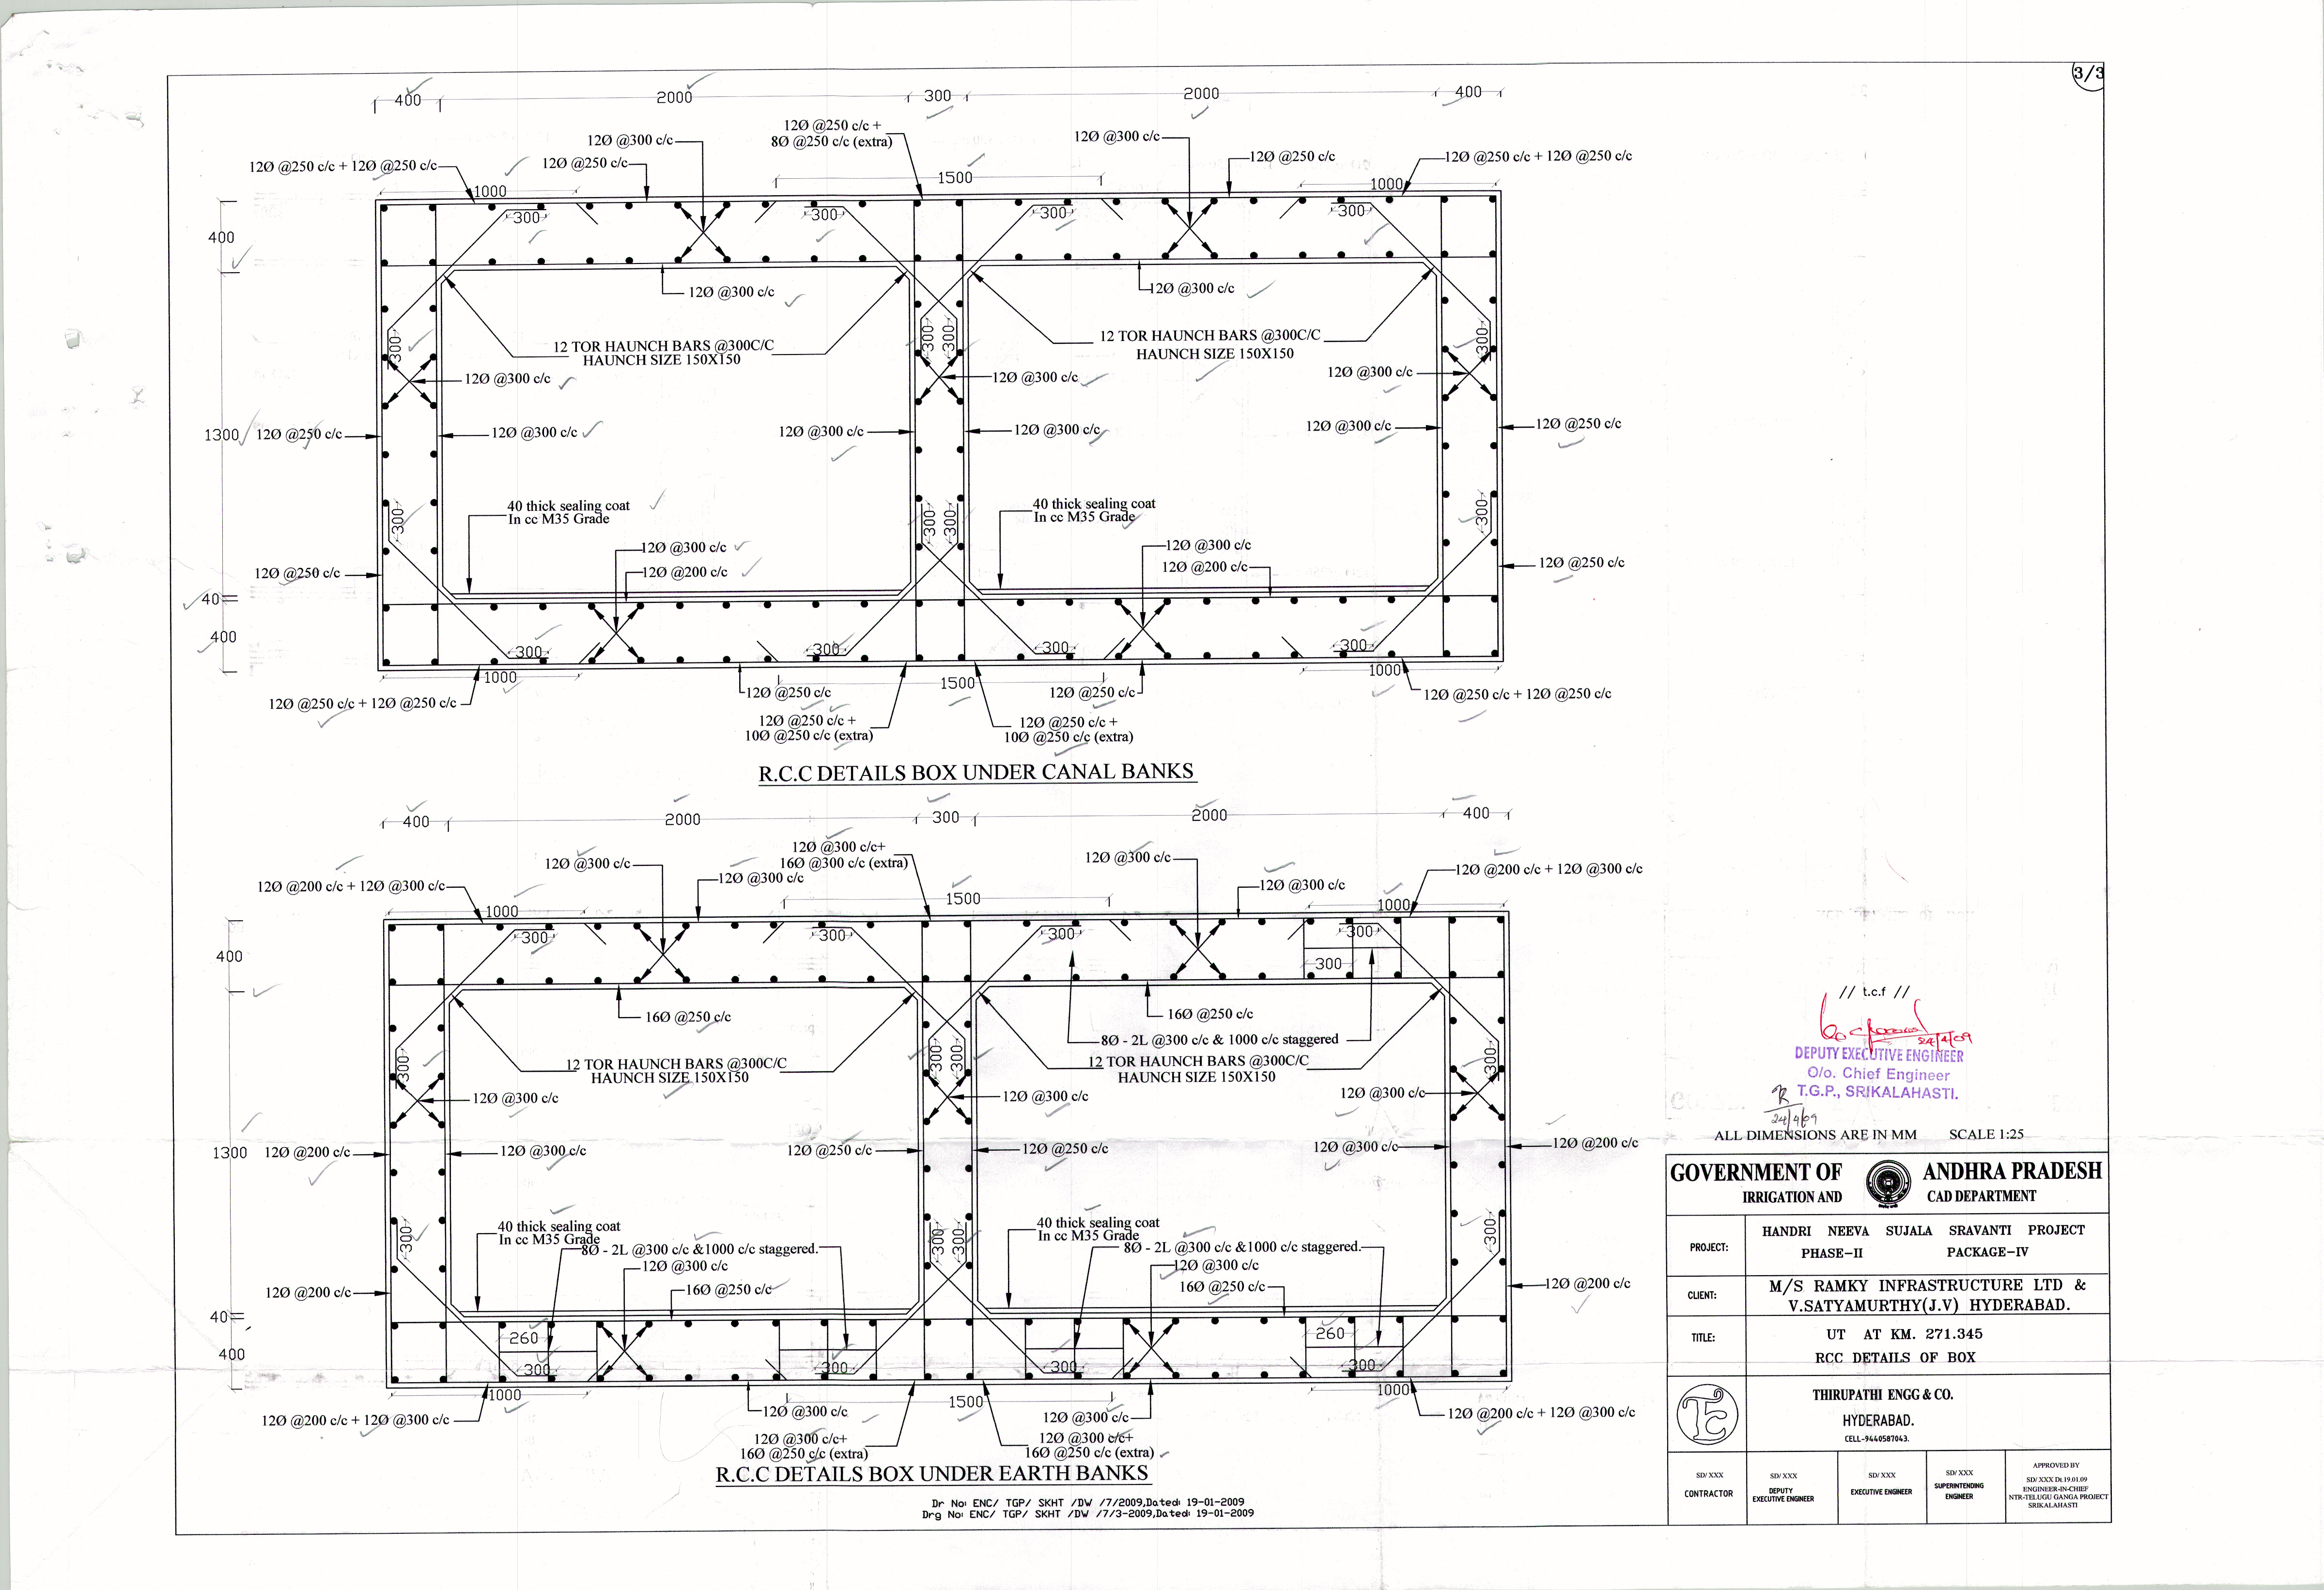 3/3
400 2000 300 2000 400
12Ø @250 c/c +
8Ø @250 c/c (extra)
12Ø @300 c/c
12Ø @300 c/c
12Ø @250 c/c + 12Ø @250 c/c
12Ø @250 c/c
12Ø @250 c/c
12Ø @250 c/c + 12Ø @250 c/c
1000
1500
1000
300
300
300
300
400
12Ø @300 c/c
12Ø @300 c/c
300
300
300
300
12 TOR HAUNCH BARS @300C/C
HAUNCH SIZE 150X150
12 TOR HAUNCH BARS @300C/C
HAUNCH SIZE 150X150
12Ø @300 c/c
12Ø @300 c/c
12Ø @300 c/c
1300
12Ø @250 c/c
12Ø @300 c/c
12Ø @300 c/c
12Ø @300 c/c
12Ø @300 c/c
12Ø @250 c/c
40 thick sealing coat
In cc M35 Grade
40 thick sealing coat
In cc M35 Grade
300
300
300
300
12Ø @300 c/c
12Ø @200 c/c
12Ø @300 c/c
12Ø @200 c/c
12Ø @250 c/c
12Ø @250 c/c
40
400
300
300
300
300
1000
1500
1000
12Ø @250 c/c + 12Ø @250 c/c
12Ø @250 c/c
12Ø @250 c/c
12Ø @250 c/c + 12Ø @250 c/c
12Ø @250 c/c +
10Ø @250 c/c (extra)
12Ø @250 c/c +
10Ø @250 c/c (extra)
R.C.C DETAILS BOX UNDER CANAL BANKS
400 2000 300 2000 400
12Ø @300 c/c+
16Ø @300 c/c (extra)
12Ø @300 c/c
12Ø @300 c/c
12Ø @200 c/c + 12Ø @300 c/c
12Ø @300 c/c
12Ø @300 c/c
12Ø @200 c/c + 12Ø @300 c/c
1000
1500
1000
300
300
300
300
300
400
16Ø @250 c/c
16Ø @250 c/c
8Ø - 2L @300 c/c & 1000 c/c staggered
300
300
300
300
12 TOR HAUNCH BARS @300C/C
HAUNCH SIZE 150X150
12 TOR HAUNCH BARS @300C/C
HAUNCH SIZE 150X150
12Ø @300 c/c
12Ø @300 c/c
12Ø @300 c/c
1300
12Ø @200 c/c
12Ø @300 c/c
12Ø @250 c/c
12Ø @250 c/c
12Ø @300 c/c
12Ø @200 c/c
40 thick sealing coat
In cc M35 Grade
40 thick sealing coat
In cc M35 Grade
300
300
300
300
8Ø - 2L @300 c/c &1000 c/c staggered.
8Ø - 2L @300 c/c &1000 c/c staggered.
12Ø @300 c/c
12Ø @300 c/c
16Ø @250 c/c
16Ø @250 c/c
12Ø @200 c/c
12Ø @200 c/c
40
400
260
260
300
300
300
300
1000
1500
1000
12Ø @200 c/c + 12Ø @300 c/c
12Ø @300 c/c
12Ø @300 c/c
12Ø @200 c/c + 12Ø @300 c/c
12Ø @300 c/c+
16Ø @250 c/c (extra)
12Ø @300 c/c+
16Ø @250 c/c (extra)
R.C.C DETAILS BOX UNDER EARTH BANKS
Dr No: ENC/ TGP/ SKHT /DW /7/2009,Dated: 19-01-2009
Drg No: ENC/ TGP/ SKHT /DW /7/3-2009,Dated: 19-01-2009
// t.c.f //
24/4/09
DEPUTY EXECUTIVE ENGINEER
O/o. Chief Engineer
T.G.P., SRIKALAHASTI.
24/4/09
ALL DIMENSIONS ARE IN MM SCALE 1:25
GOVERNMENT OF ANDHRA PRADESH
IRRIGATION AND CAD DEPARTMENT
PROJECT:
HANDRI NEEVA SUJALA SRAVANTI PROJECT
PHASE-II PACKAGE-IV
CLIENT:
M/S RAMKY INFRASTRUCTURE LTD &
V.SATYAMURTHY(J.V) HYDERABAD.
TITLE:
UT AT KM. 271.345
RCC DETAILS OF BOX
THIRUPATHI ENGG & CO.
HYDERABAD.
CELL-9440587043.
SD/ XXX
CONTRACTOR
SD/ XXX
DEPUTY
EXECUTIVE ENGINEER
SD/ XXX
EXECUTIVE ENGINEER
SD/ XXX
SUPERINTENDING
ENGINEER
APPROVED BY
SD/ XXX Dt.19.01.09
ENGINEER-IN-CHIEF
NTR-TELUGU GANGA PROJECT
SRIKALAHASTI